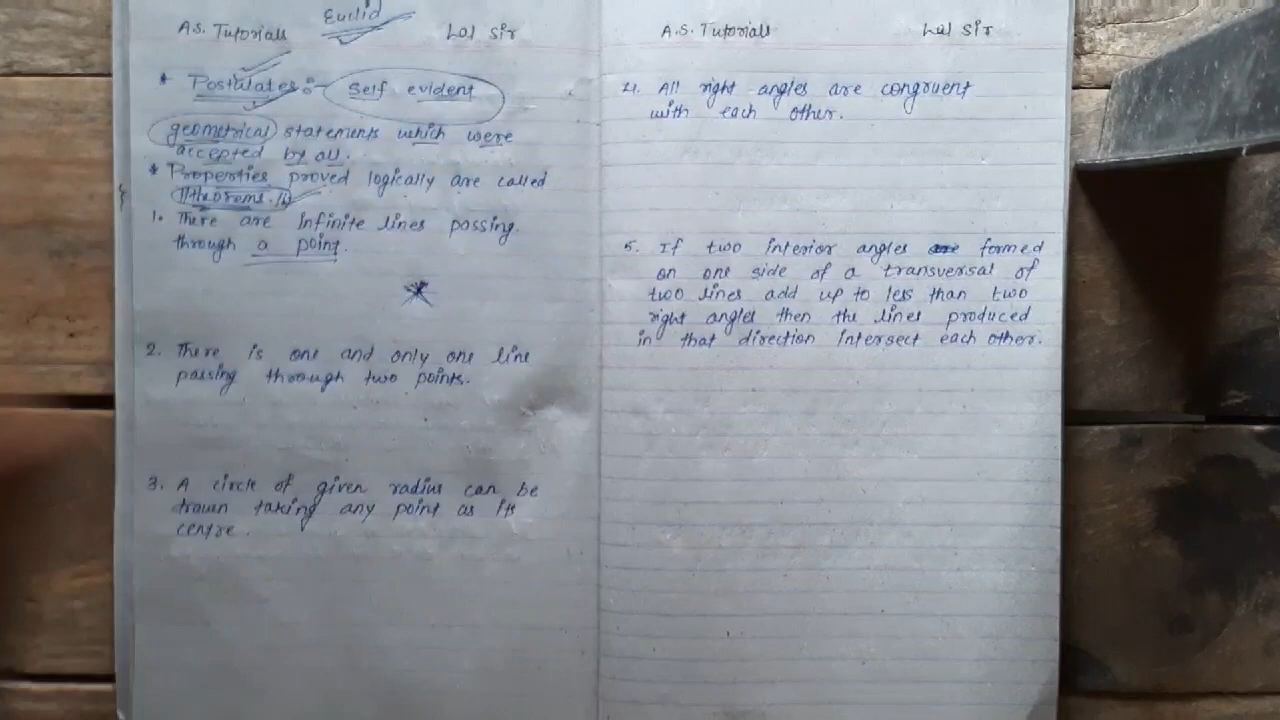 Euclid
A.S. Tutorials Lal Sir
* Postulates :- Self evident
geometrical statements which were
accepted by all.
* Properties proved logically are called
Theorems.
1. There are infinite lines passing
through a point.
2. There is one and only one line
passing through two points.
3. A circle of given radius can be
drawn taking any point as its
centre.
A.S. Tutorials Lal Sir
4. All right angles are congruent
with each other.
5. If two interior angles are formed
on one side of a transversal of
two lines add up to less than two
right angles then the lines produced
in that direction intersect each other.